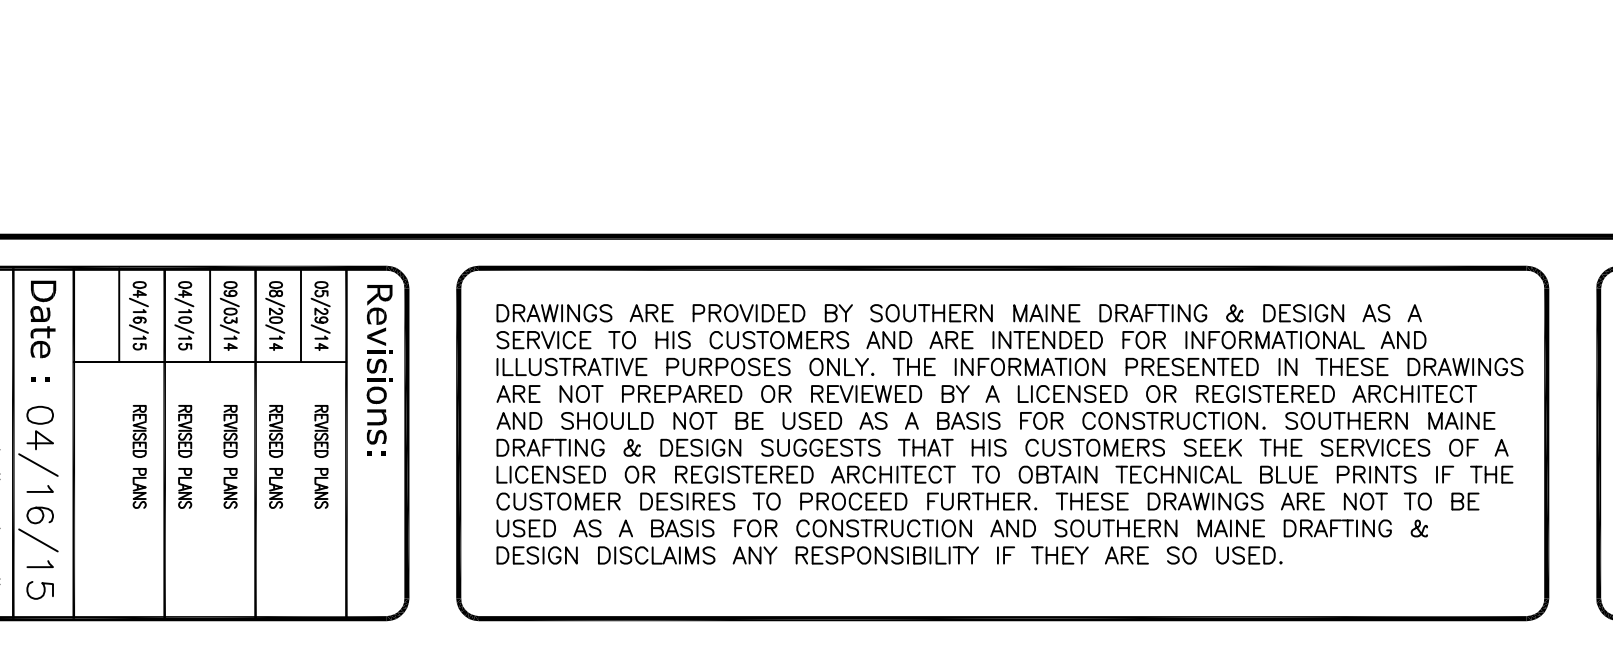 Revisions:
05/29/14 REVISED PLANS
08/20/14 REVISED PLANS
09/03/14 REVISED PLANS
04/10/15 REVISED PLANS
04/16/15 REVISED PLANS
Date : 04/16/15
DRAWINGS ARE PROVIDED BY SOUTHERN MAINE DRAFTING & DESIGN AS A
SERVICE TO HIS CUSTOMERS AND ARE INTENDED FOR INFORMATIONAL AND
ILLUSTRATIVE PURPOSES ONLY. THE INFORMATION PRESENTED IN THESE DRAWINGS
ARE NOT PREPARED OR REVIEWED BY A LICENSED OR REGISTERED ARCHITECT
AND SHOULD NOT BE USED AS A BASIS FOR CONSTRUCTION. SOUTHERN MAINE
DRAFTING & DESIGN SUGGESTS THAT HIS CUSTOMERS SEEK THE SERVICES OF A
LICENSED OR REGISTERED ARCHITECT TO OBTAIN TECHNICAL BLUE PRINTS IF THE
CUSTOMER DESIRES TO PROCEED FURTHER. THESE DRAWINGS ARE NOT TO BE
USED AS A BASIS FOR CONSTRUCTION AND SOUTHERN MAINE DRAFTING &
DESIGN DISCLAIMS ANY RESPONSIBILITY IF THEY ARE SO USED.